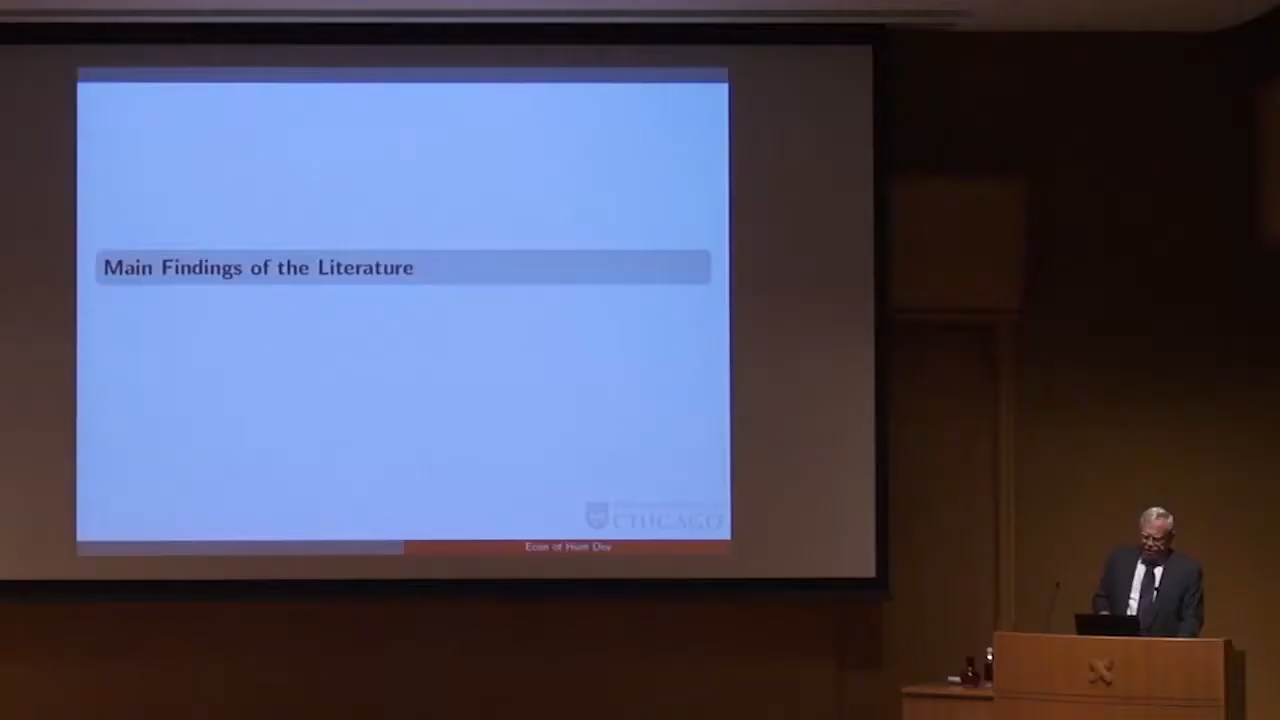 Main Findings of the Literature
CHICAGO
Econ of Hum Dev